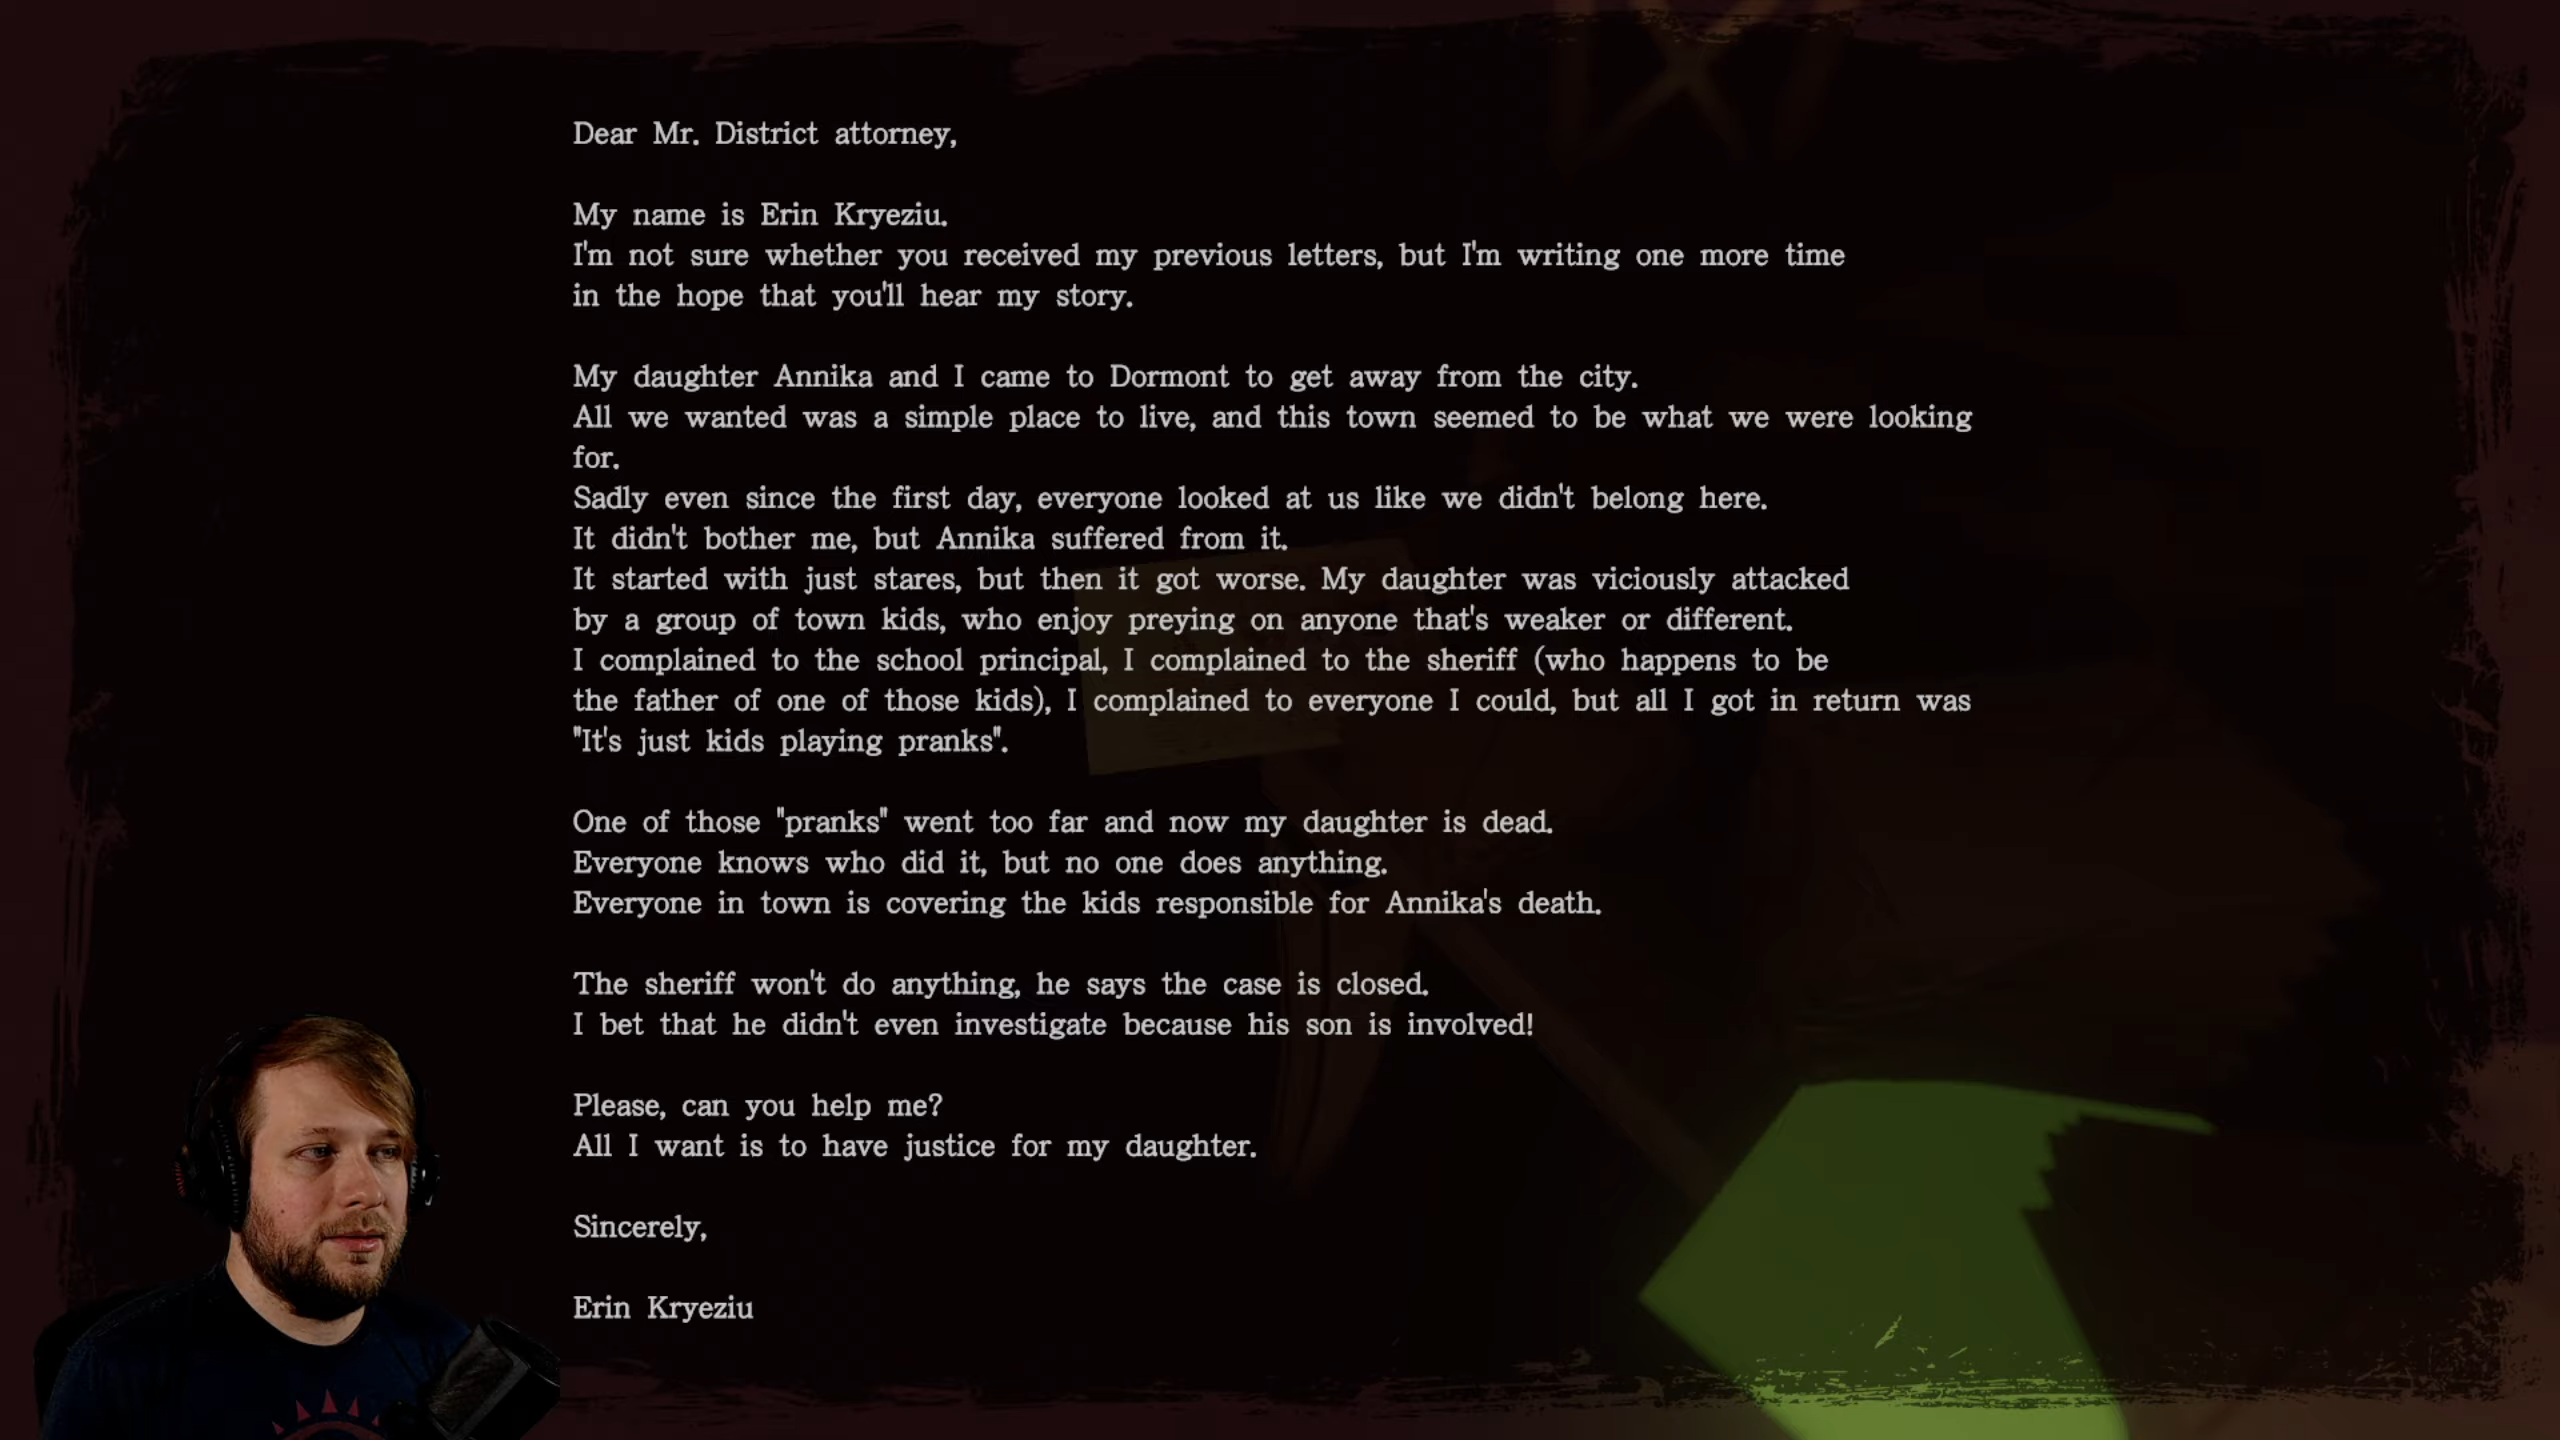 Dear Mr. District attorney,
My name is Erin Kryeziu.
I'm not sure whether you received my previous letters, but I'm writing one more time
in the hope that you'll hear my story.
My daughter Annika and I came to Dormont to get away from the city.
All we wanted was a simple place to live, and this town seemed to be what we were looking
for.
Sadly even since the first day, everyone looked at us like we didn't belong here.
It didn't bother me, but Annika suffered from it.
It started with just stares, but then it got worse. My daughter was viciously attacked
by a group of town kids, who enjoy preying on anyone that's weaker or different.
I complained to the school principal, I complained to the sheriff (who happens to be
the father of one of those kids), I complained to everyone I could, but all I got in return was
"It's just kids playing pranks".
One of those "pranks" went too far and now my daughter is dead.
Everyone knows who did it, but no one does anything.
Everyone in town is covering the kids responsible for Annika's death.
The sheriff won't do anything, he says the case is closed.
I bet that he didn't even investigate because his son is involved!
Please, can you help me?
All I want is to have justice for my daughter.
Sincerely,
Erin Kryeziu